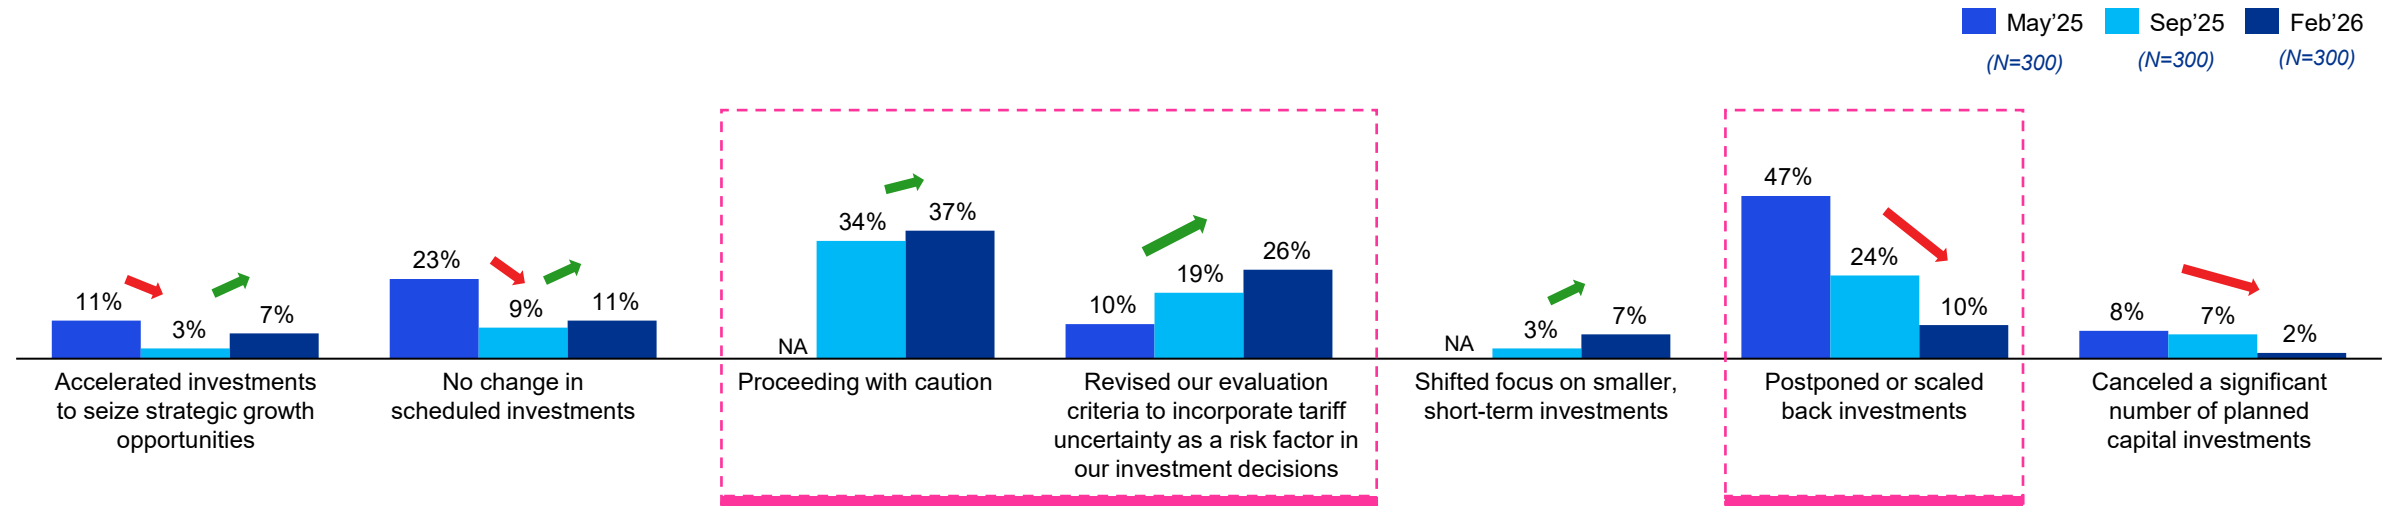 May’25 Sep’25 Feb’26
(N=300) (N=300) (N=300)
11% 3% 7%
23% 9% 11%
NA 34% 37%
10% 19% 26%
NA 3% 7%
47% 24% 10%
8% 7% 2%
Accelerated investments
to seize strategic growth
opportunities
No change in
scheduled investments
Proceeding with caution
Revised our evaluation
criteria to incorporate tariff
uncertainty as a risk factor in
our investment decisions
Shifted focus on smaller,
short-term investments
Postponed or scaled
back investments
Canceled a significant
number of planned
capital investments